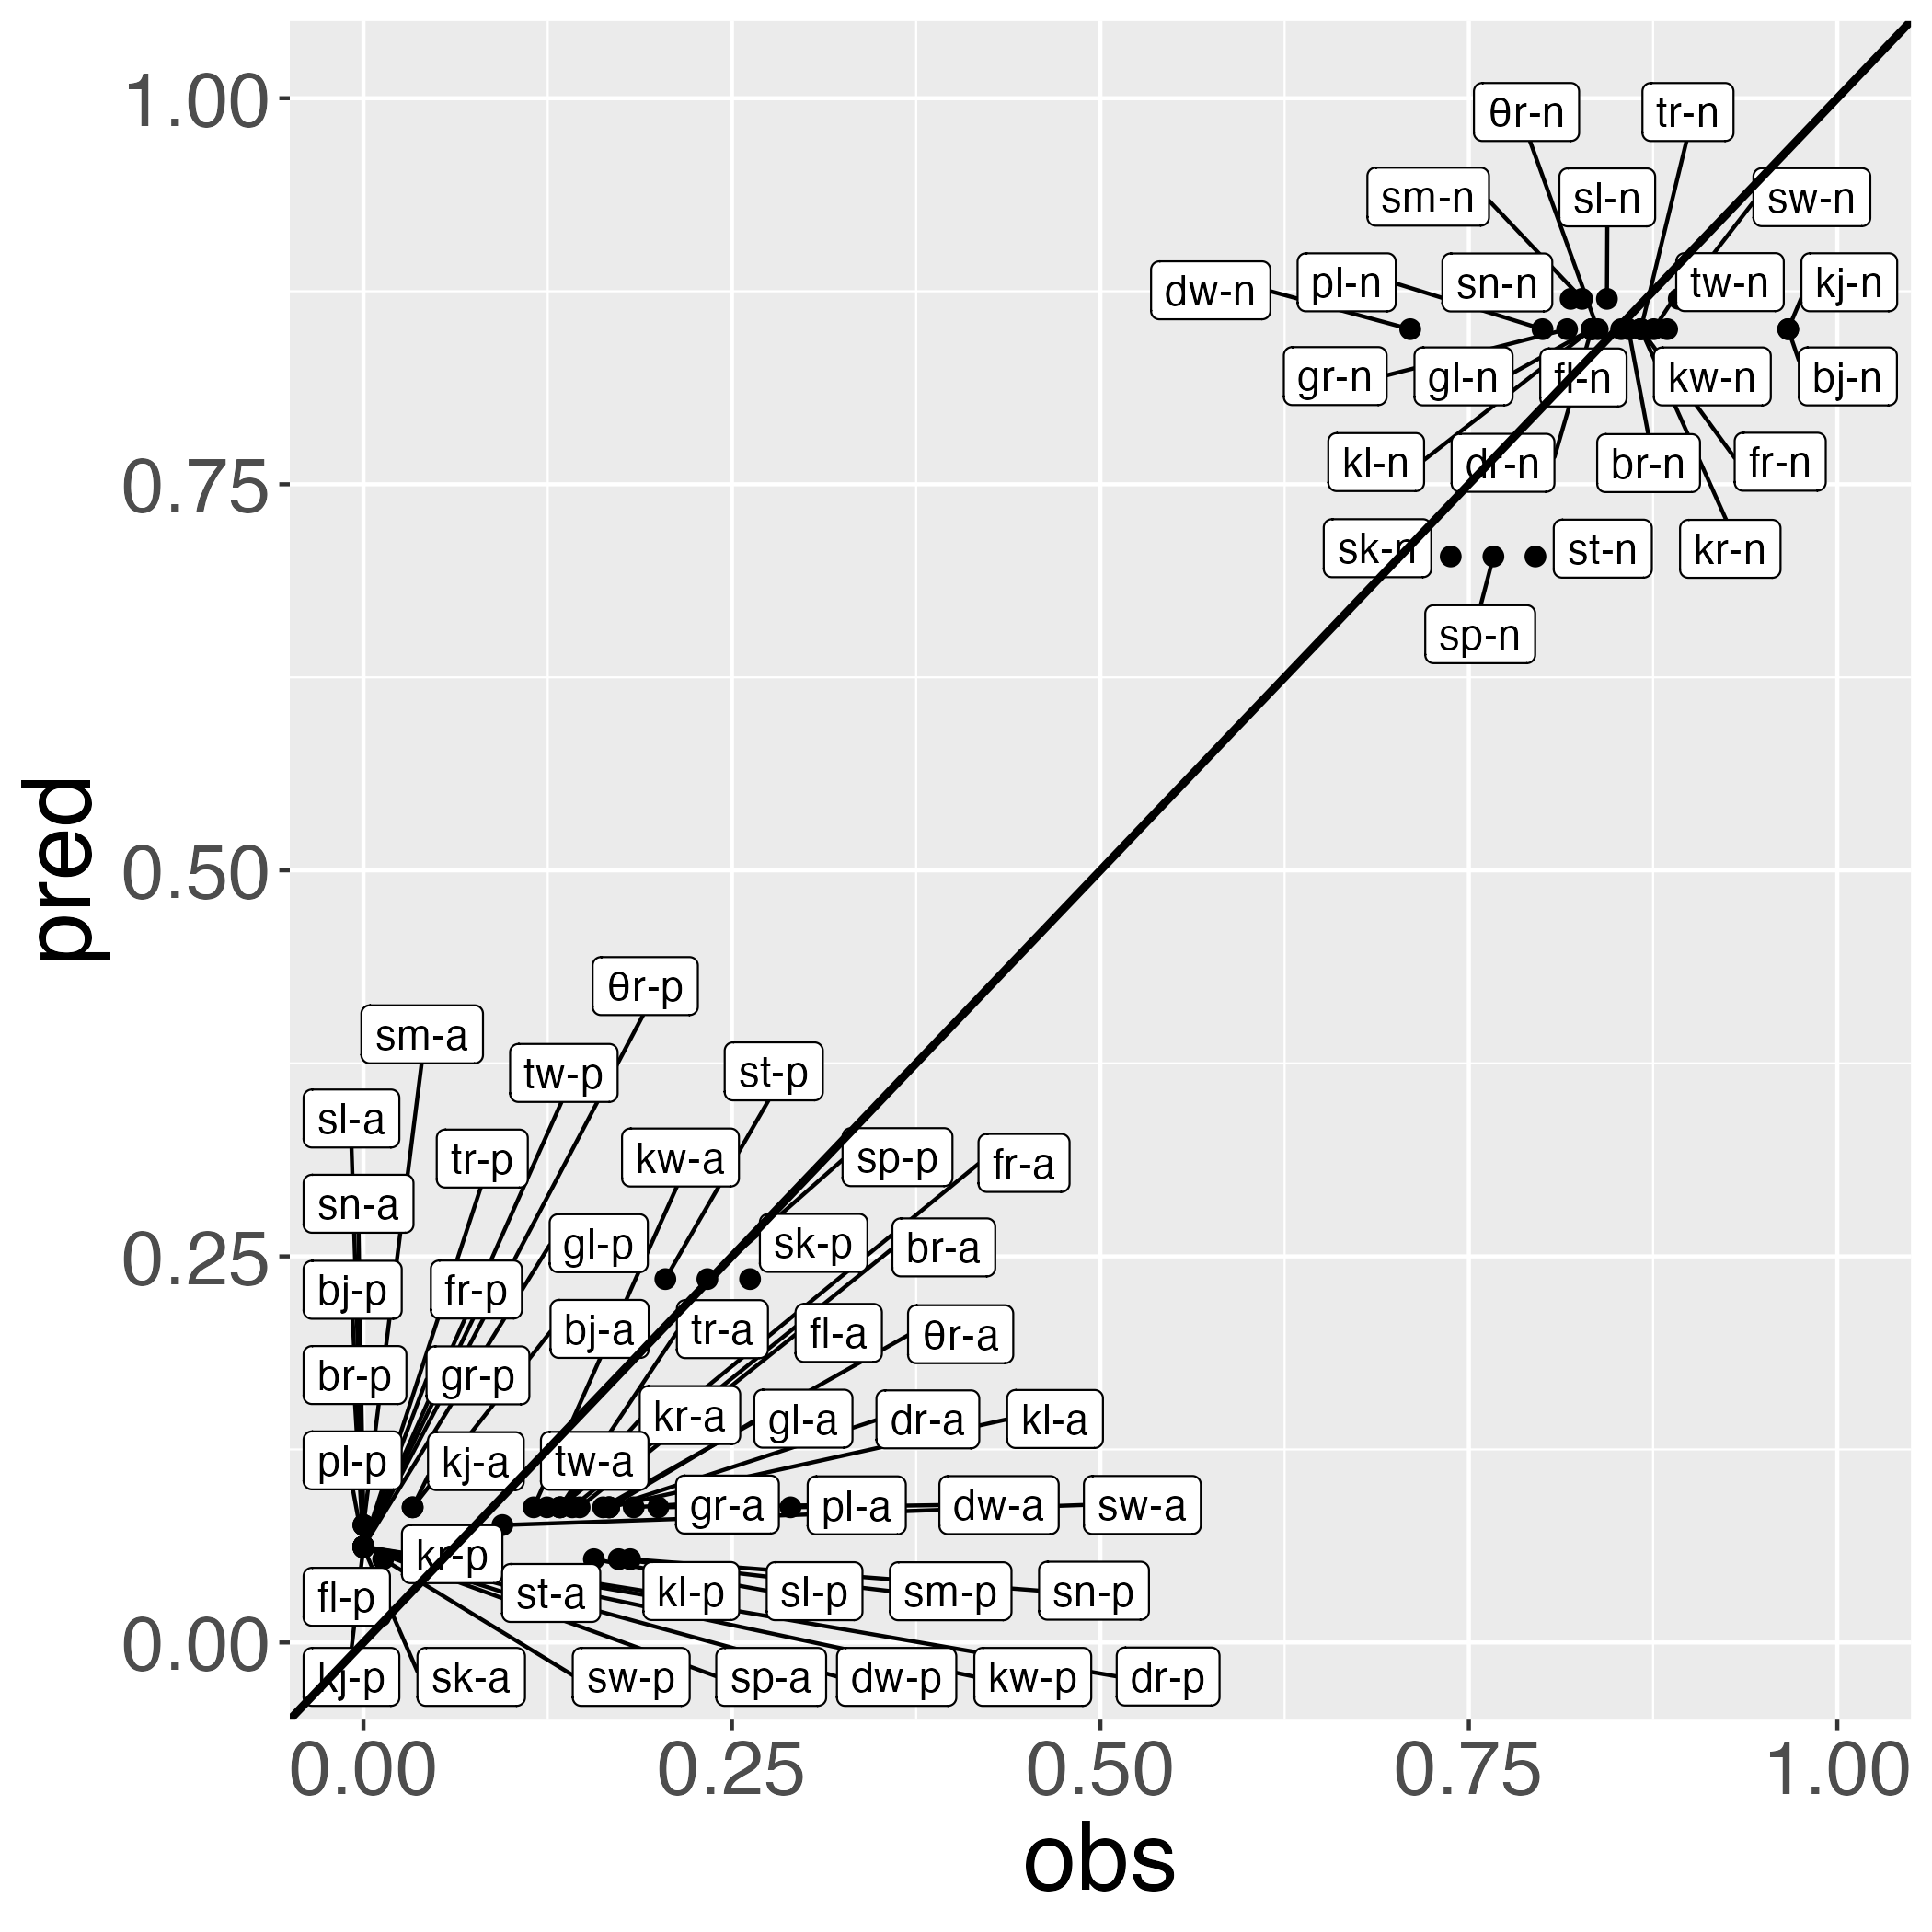 1.00
0.75
0.50
0.25
0.00
pred
θr-n tr-n
sm-n sl-n sw-n
dw-n pl-n sn-n tw-n kj-n
gr-n gl-n fl-n kw-n bj-n
kl-n dr-n br-n fr-n
sk-n st-n kr-n
sp-n
θr-p
sm-a
tw-p st-p
sl-a
tr-p kw-a sp-p fr-a
sn-a
gl-p sk-p br-a
bj-p fr-p
bj-a tr-a fl-a θr-a
br-p gr-p
kr-a gl-a dr-a kl-a
pl-p kj-a tw-a
gr-a pl-a dw-a sw-a
kr-p
fl-p st-a kl-p sl-p sm-p sn-p
kj-p sk-a sw-p sp-a dw-p kw-p dr-p
0.00 0.25 0.50 0.75 1.00
obs